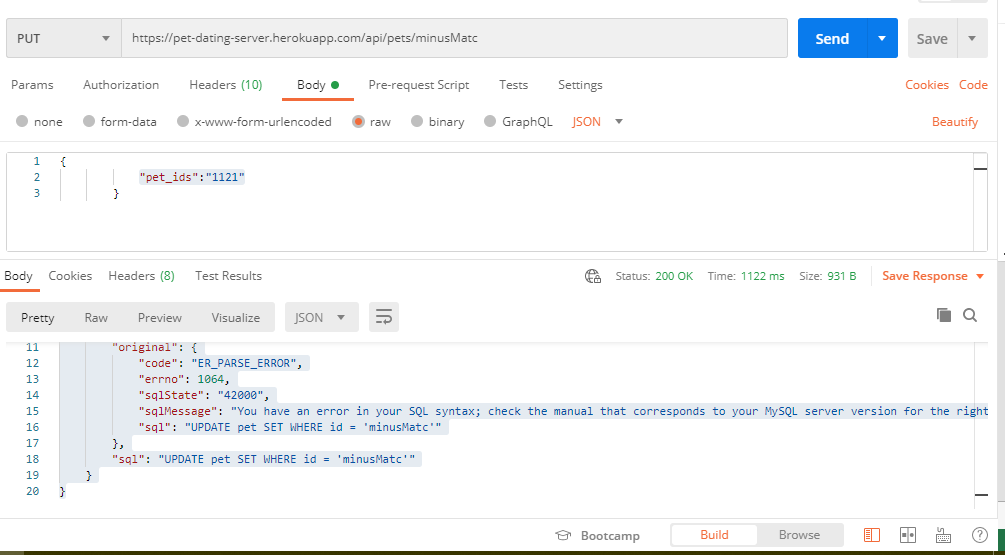 PUT https://pet-dating-server.herokuapp.com/api/pets/minusMatc Send Save
Params Authorization Headers (10) Body Pre-request Script Tests Settings Cookies Code
none form-data x-www-form-urlencoded raw binary GraphQL JSON Beautify
1 {
2 "pet_ids":"1121"
3 }
Body Cookies Headers (8) Test Results Status: 200 OK Time: 1122 ms Size: 931 B Save Response
Pretty Raw Preview Visualize JSON
11 "original": {
12 "code": "ER_PARSE_ERROR",
13 "errno": 1064,
14 "sqlState": "42000",
15 "sqlMessage": "You have an error in your SQL syntax; check the manual that corresponds to your MySQL server version for the right
16 "sql": "UPDATE pet SET WHERE id = 'minusMatc'"
17 },
18 "sql": "UPDATE pet SET WHERE id = 'minusMatc'"
19 }
20 }
Bootcamp Build Browse ?